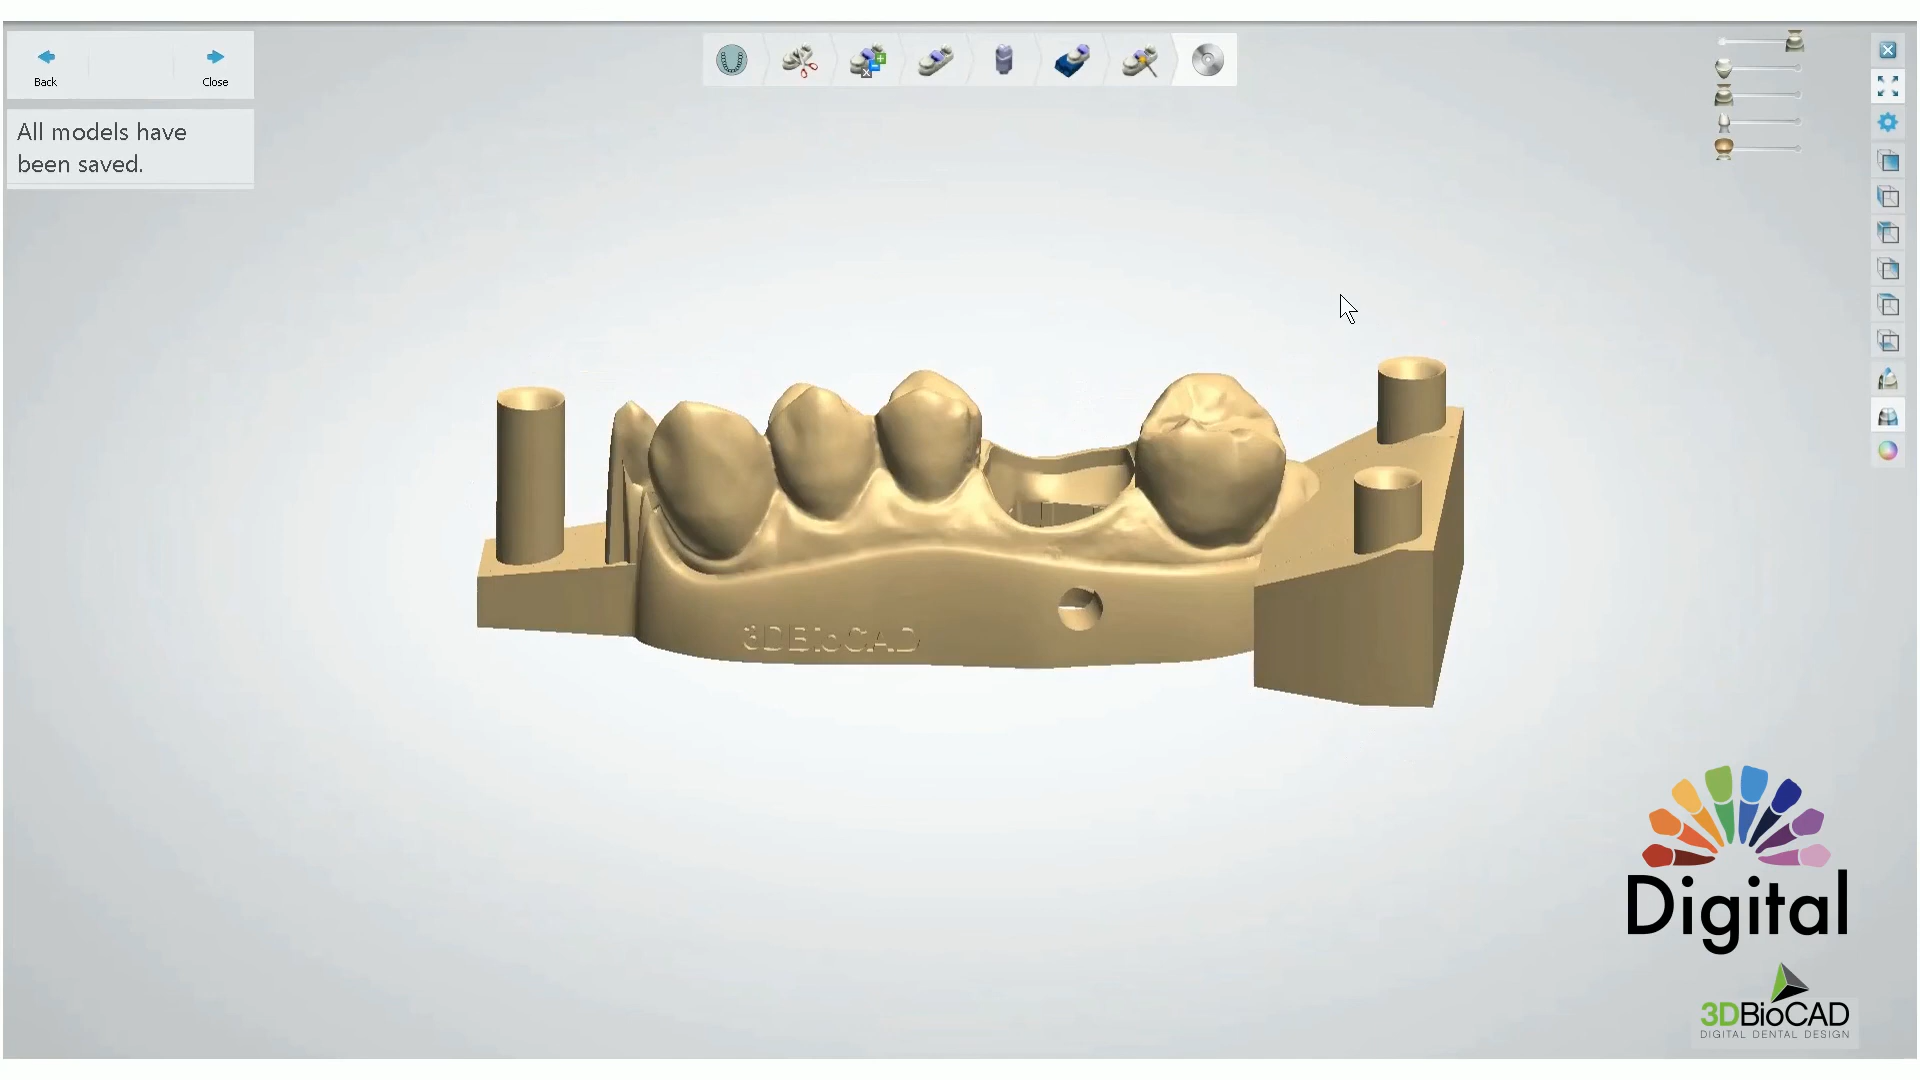 Back
Close
All models have
been saved.
3DBioCAD
Digital
3DBioCAD
DIGITAL DENTAL DESIGN